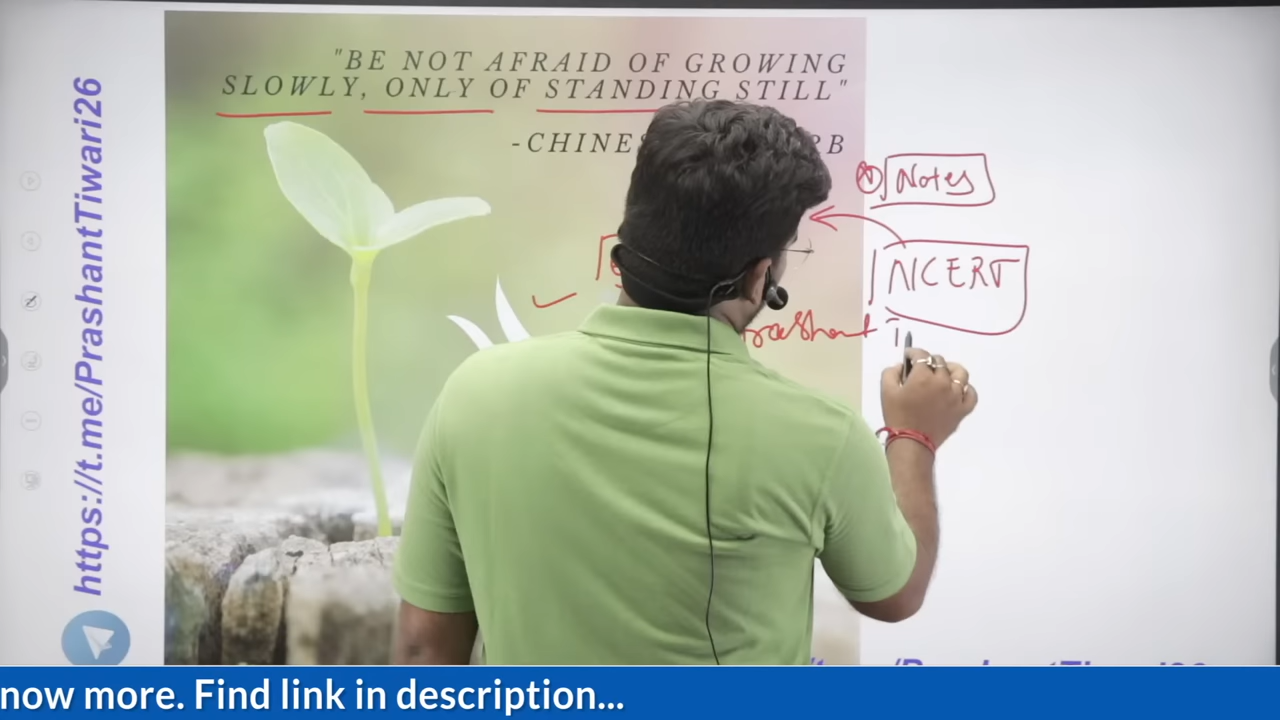 "BE NOT AFRAID OF GROWING
SLOWLY, ONLY OF STANDING STILL"
-CHINES
RB
Notes
NCERT
rashant
https://t.me/PrashantTiwari26
now more. Find link in description...